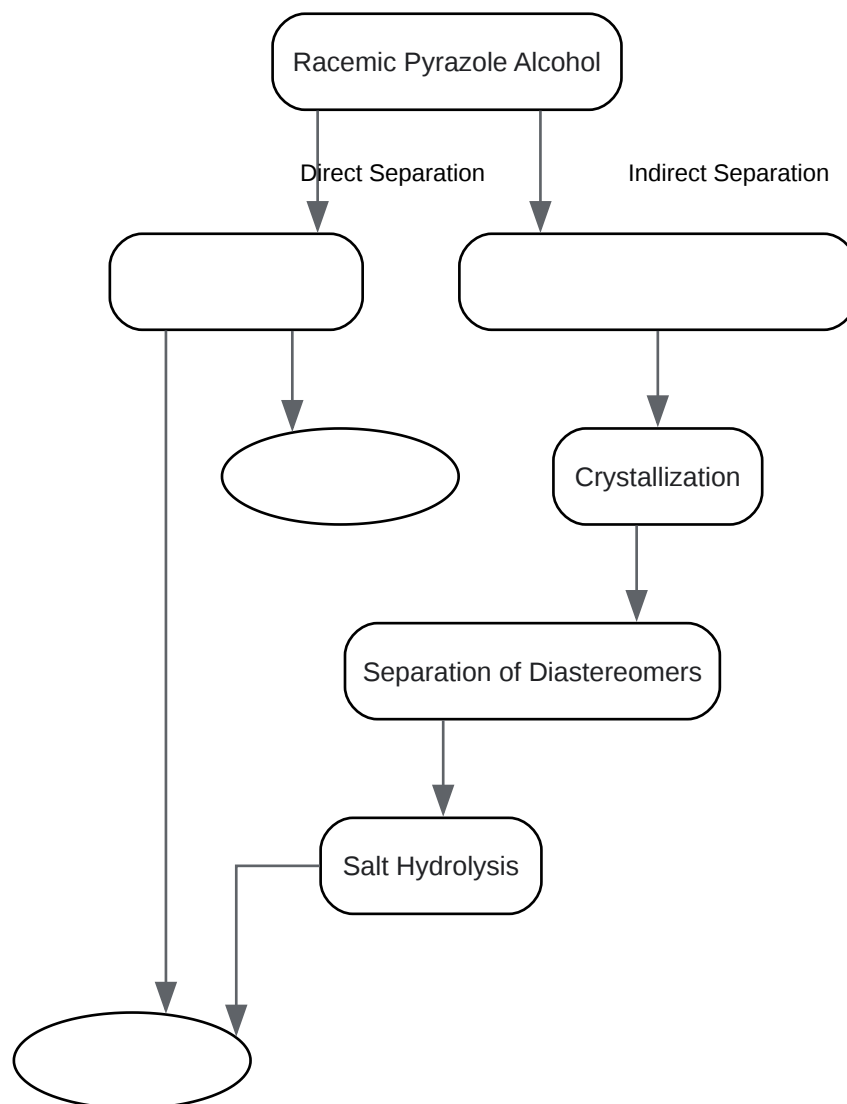 Racemic Pyrazole Alcohol
Direct Separation
Indirect Separation
Crystallization
Separation of Diastereomers
Salt Hydrolysis